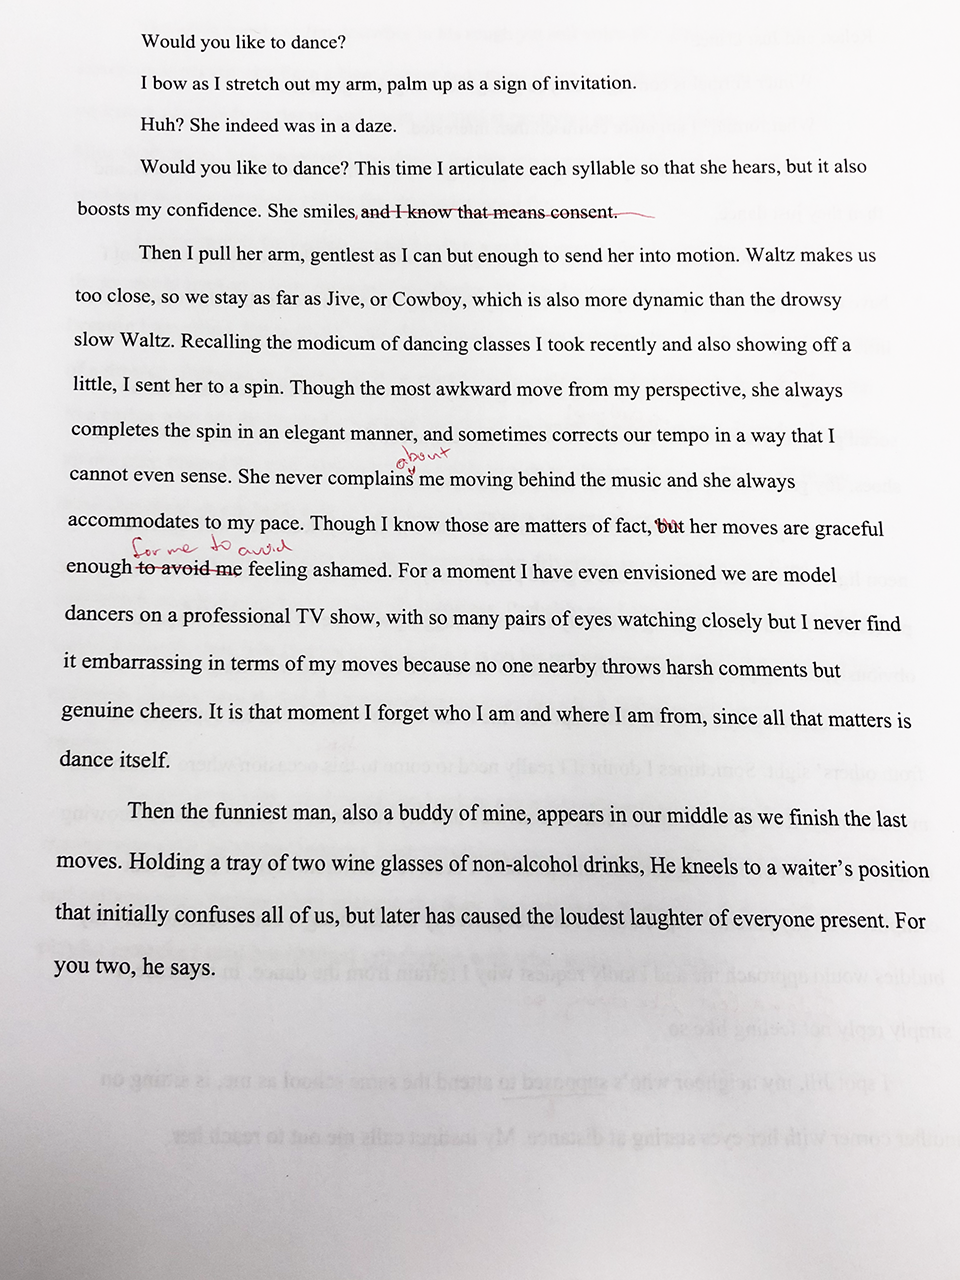 Would you like to dance?
I bow as I stretch out my arm, palm up as a sign of invitation.
Huh? She indeed was in a daze.
Would you like to dance? This time I articulate each syllable so that she hears, but it also
boosts my confidence. She smiles, and I know that means consent.
Then I pull her arm, gentlest as I can but enough to send her into motion. Waltz makes us
too close, so we stay as far as Jive, or Cowboy, which is also more dynamic than the drowsy
slow Waltz. Recalling the modicum of dancing classes I took recently and also showing off a
little, I sent her to a spin. Though the most awkward move from my perspective, she always
completes the spin in an elegant manner, and sometimes corrects our tempo in a way that I
about
cannot even sense. She never complains me moving behind the music and she always
accommodates to my pace. Though I know those are matters of fact, but her moves are graceful
for me to avoid
enough to avoid me feeling ashamed. For a moment I have even envisioned we are model
dancers on a professional TV show, with so many pairs of eyes watching closely but I never find
it embarrassing in terms of my moves because no one nearby throws harsh comments but
genuine cheers. It is that moment I forget who I am and where I am from, since all that matters is
dance itself.
Then the funniest man, also a buddy of mine, appears in our middle as we finish the last
moves. Holding a tray of two wine glasses of non-alcohol drinks, He kneels to a waiter's position
that initially confuses all of us, but later has caused the loudest laughter of everyone present. For
you two, he says.